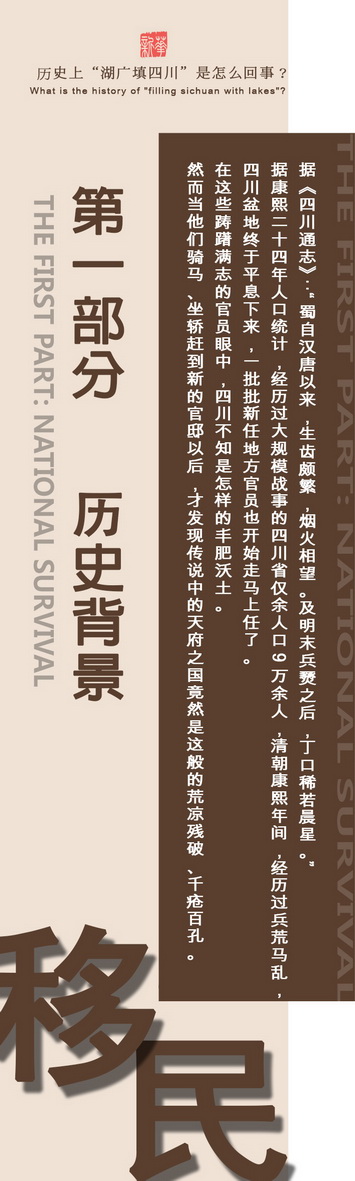 新华
历史上“湖广填四川”是怎么回事？
What is the history of "filling sichuan with lakes"?
第一部分 历史背景
THE FIRST PART: NATIONAL SURVIVAL
THE FIRST PART: NATIONAL
据《四川通志》：“蜀自汉唐以来，生齿颇繁，烟火相望。及明末兵燹之后，丁口稀若晨星。”
据康熙二十四年人口统计，经历过大规模战事的四川省仅余人口9万余人，清朝康熙年间，经历过兵荒马乱，
四川盆地终于平息下来，一批批新任地方官员也开始走马上任了。
在这些踌躇满志的官员眼中，四川不知是怎样的丰肥沃土。
然而当他们骑马、坐轿赶到新的官邸以后，才发现传说中的天府之国竟然是这般的荒凉残破、千疮百孔。
移民